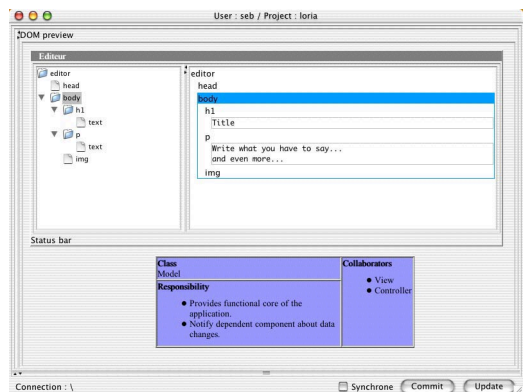 User : seb / Project : loria
DOM preview
Editeur
editor
head
body
h1
text
p
text
img
editor
head
body
h1
Title
p
Write what you have to say...
and even more...
img
Status bar
Class
Model
Responsibility
● Provides functional core of the
application.
● Notify dependent component about data
changes.
Collaborators
● View
● Controller
Connection : \
Synchrone
Commit
Update